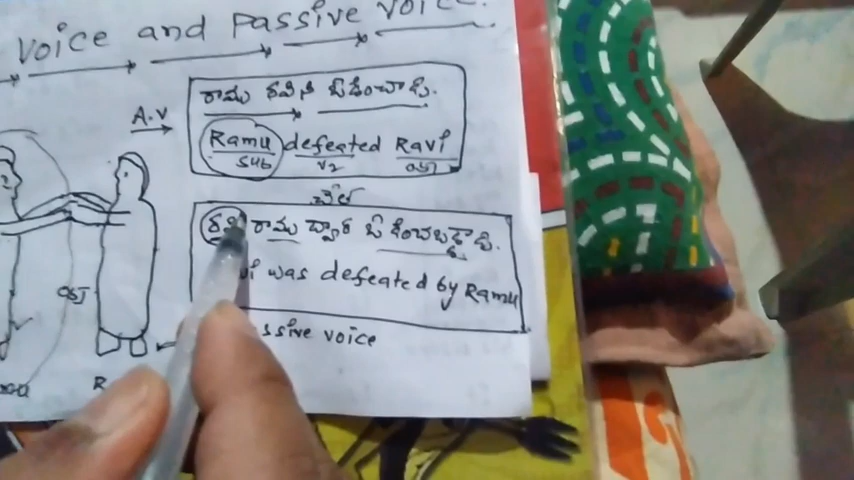 Voice and Passive Voice.
A.V
రాము రవిని ఓడించాడు.
Ramu defeated Ravi
Sub V2 obj
చేత
రవి రాము ద్వారా ఓడించబడ్డాడు.
was defeated by Ramu
obj
voice
R